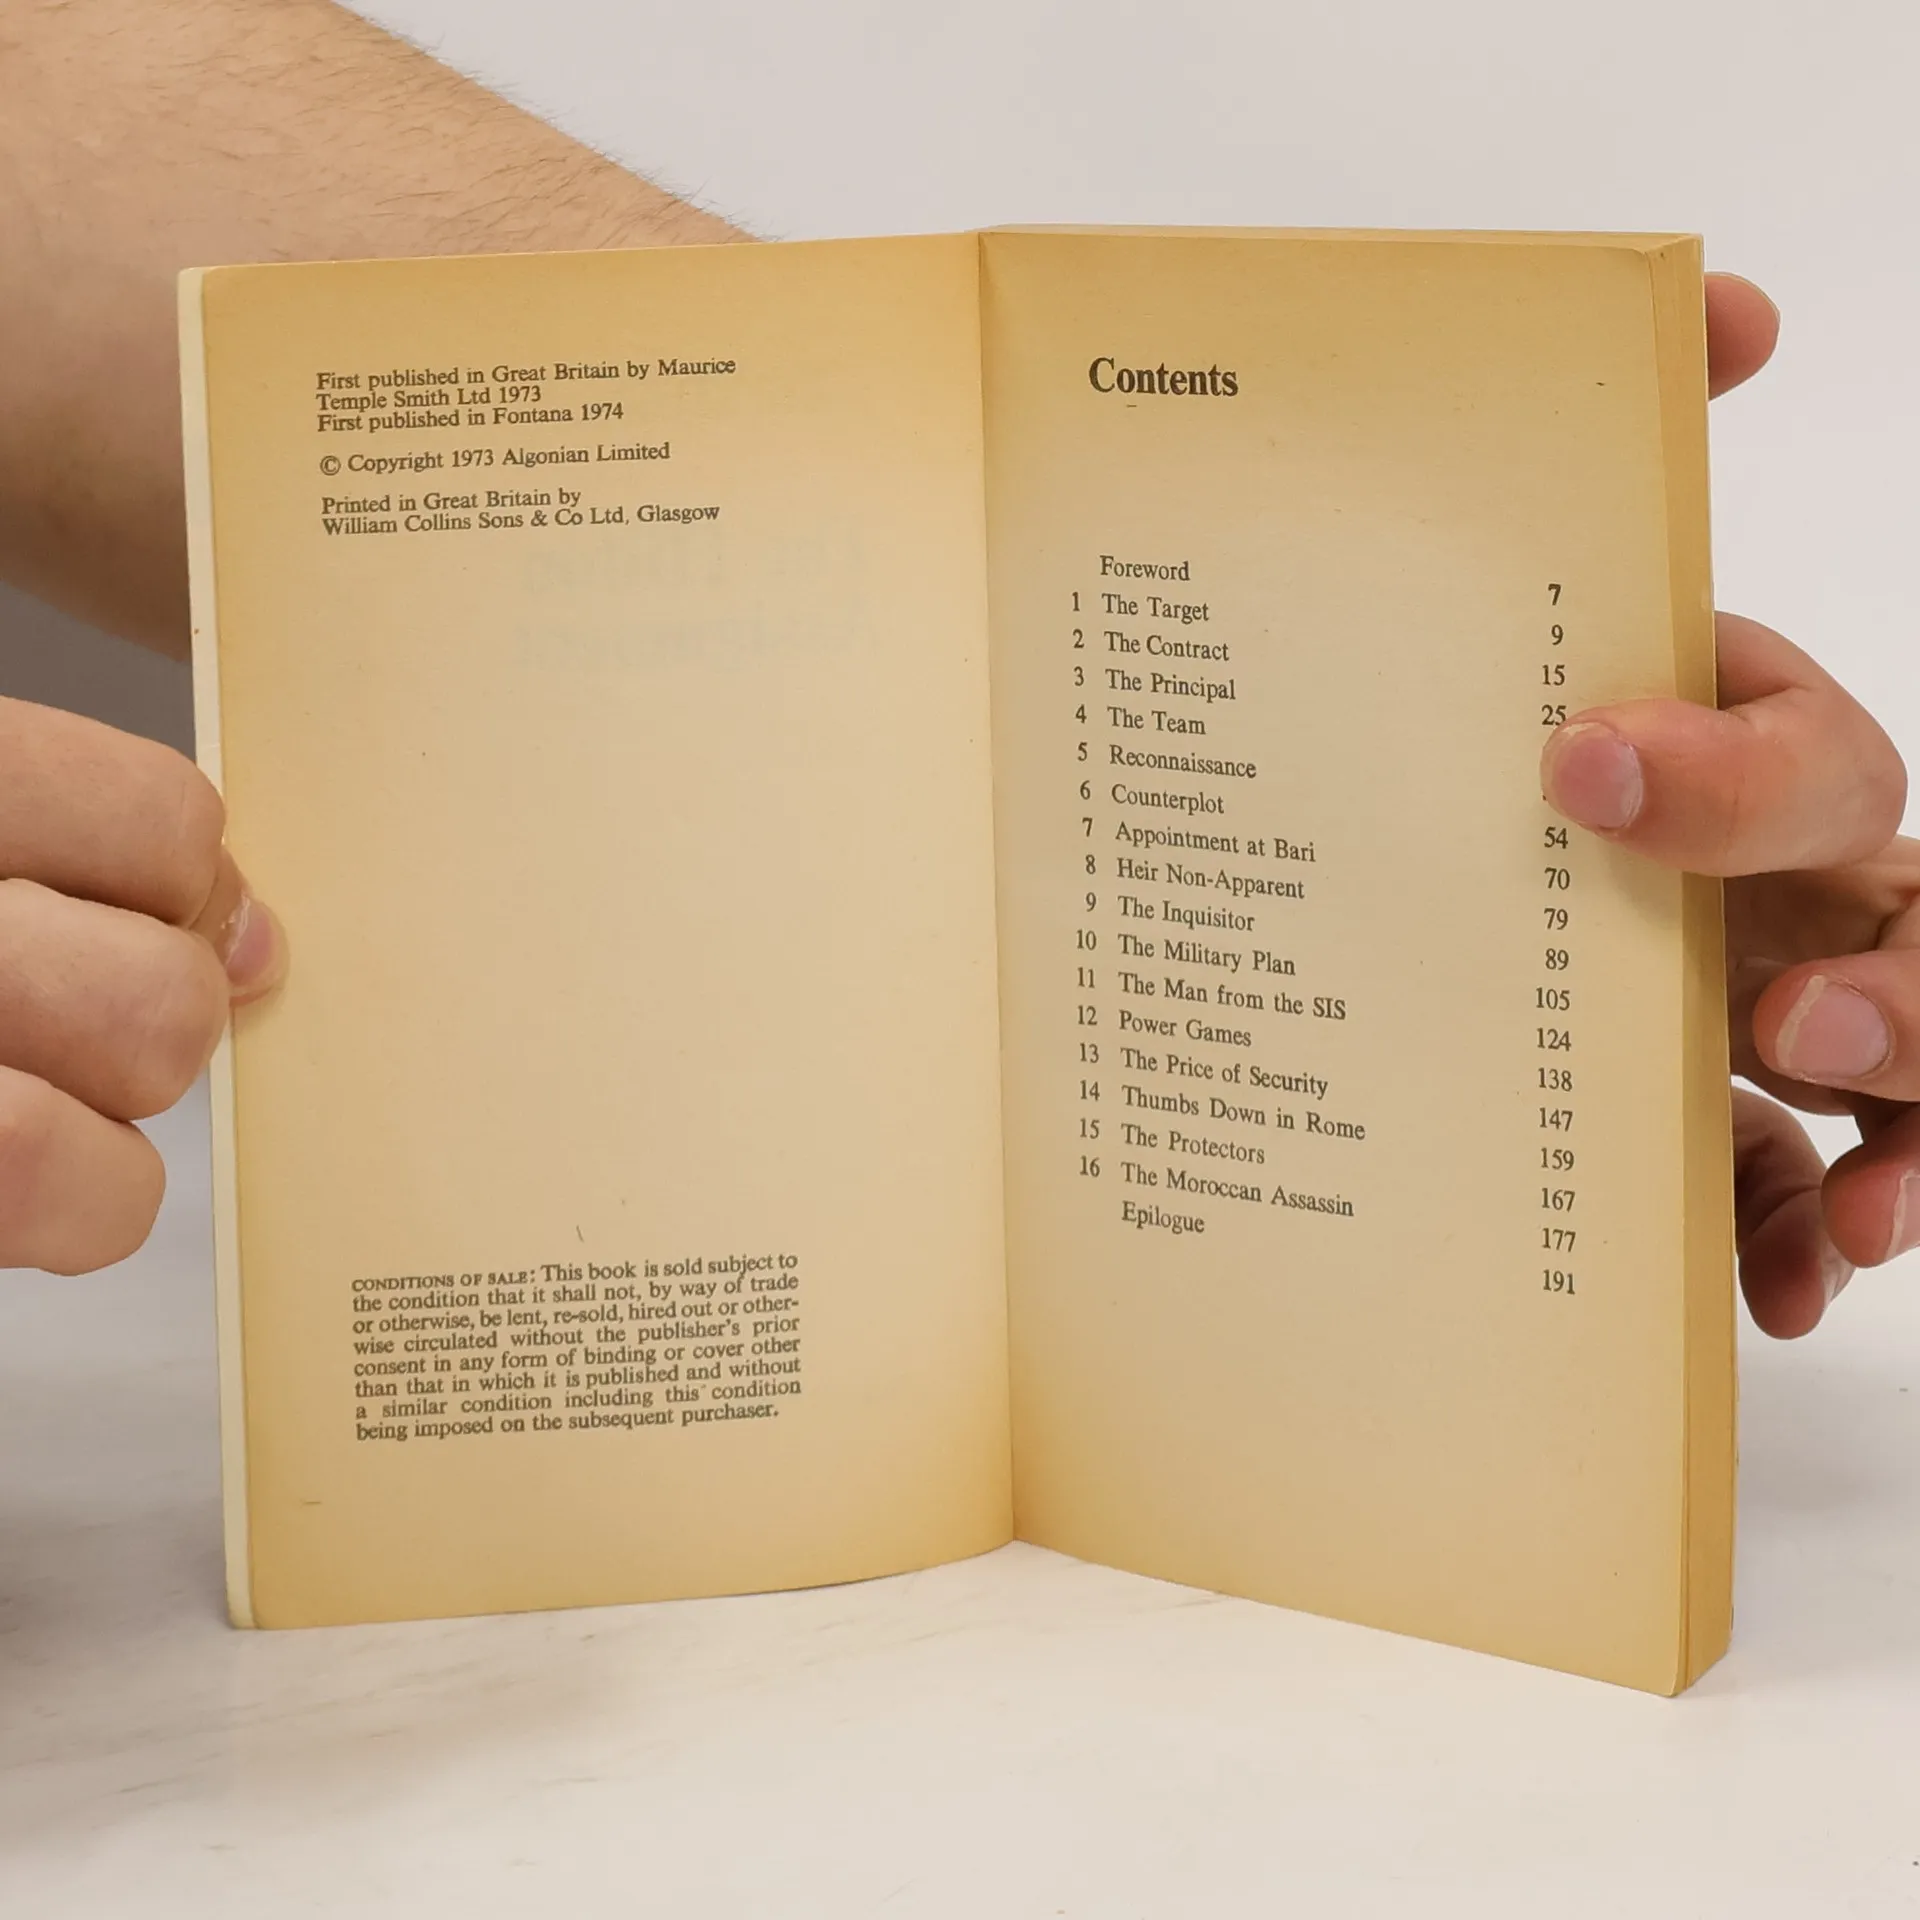 First published in Great Britain by Maurice
Temple Smith Ltd 1973
First published in Fontana 1974
© Copyright 1973 Algonian Limited
Printed in Great Britain by
William Collins Sons & Co Ltd, Glasgow
CONDITIONS OF SALE: This book is sold subject to
the condition that it shall not, by way of trade
or otherwise, be lent, re-sold, hired out or other-
wise circulated without the publisher's prior
consent in any form of binding or cover other
than that in which it is published and without
a similar condition including this condition
being imposed on the subsequent purchaser.
Contents
Foreword 7
1 The Target 9
2 The Contract 15
3 The Principal 25
4 The Team
5 Reconnaissance
6 Counterplot 54
7 Appointment at Bari 70
8 Heir Non-Apparent 79
9 The Inquisitor 89
10 The Military Plan 105
11 The Man from the SIS 124
12 Power Games 138
13 The Price of Security 147
14 Thumbs Down in Rome 159
15 The Protectors 167
16 The Moroccan Assassin 177
Epilogue 191